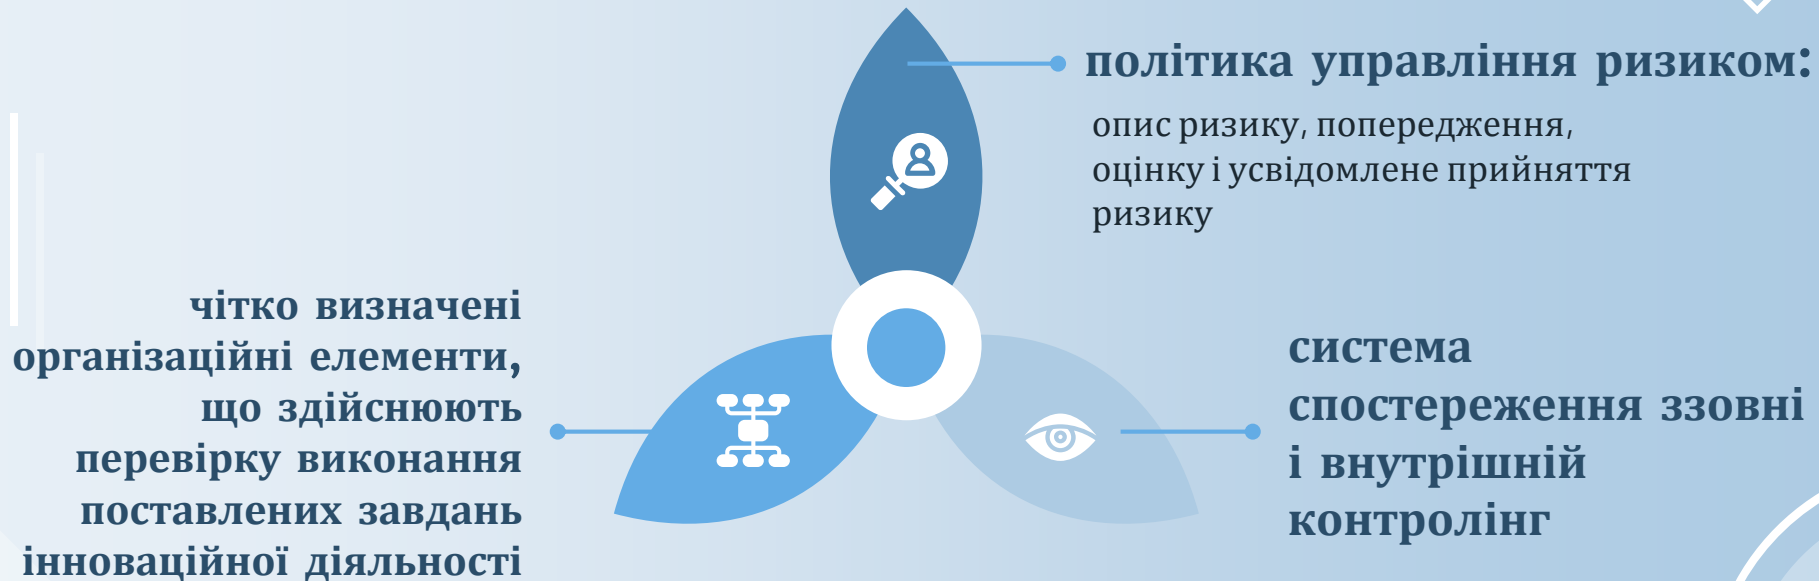 політика управління ризиком:
опис ризику, попередження,
оцінку і усвідомлене прийняття
ризику
чітко визначені
організаційні елементи,
що здійснюють
перевірку виконання
поставлених завдань
інноваційної діяльності
система
спостереження ззовні
і внутрішній
контролінг